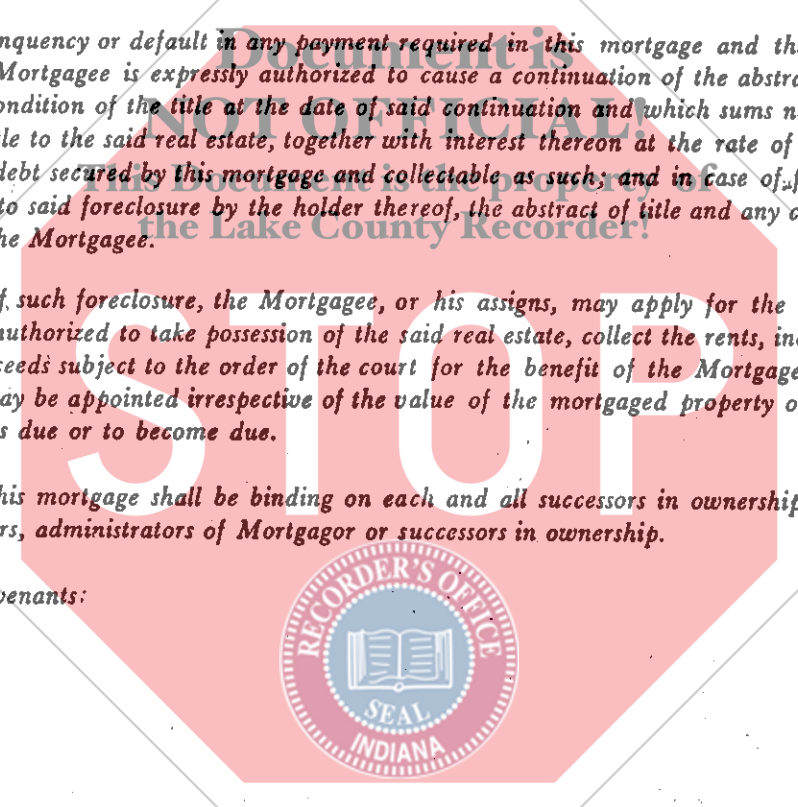 nquency or default in any payment required in this mortgage and th
Mortgagee is expressly authorized to cause a continuation of the abstra
ondition of the title at the date of said continuation and which sums n
le to the said real estate, together with interest thereon at the rate of
debt secured by this mortgage and collectable as such; and in case of f
to said foreclosure by the holder thereof, the abstract of title and any c
he Mortgagee.
f such foreclosure, the Mortgagee, or his assigns, may apply for the
uthorized to take possession of the said real estate, collect the rents, inc
ceeds subject to the order of the court for the benefit of the Mortgage
ay be appointed irrespective of the value of the mortgaged property o
s due or to become due.
his mortgage shall be binding on each and all successors in ownership
rs, administrators of Mortgagor or successors in ownership.
venants:
Document is
NOT OFFICIAL!
This Document is the property of
the Lake County Recorder!
STOP
RECORDER'S OFFICE
SEAL
INDIANA